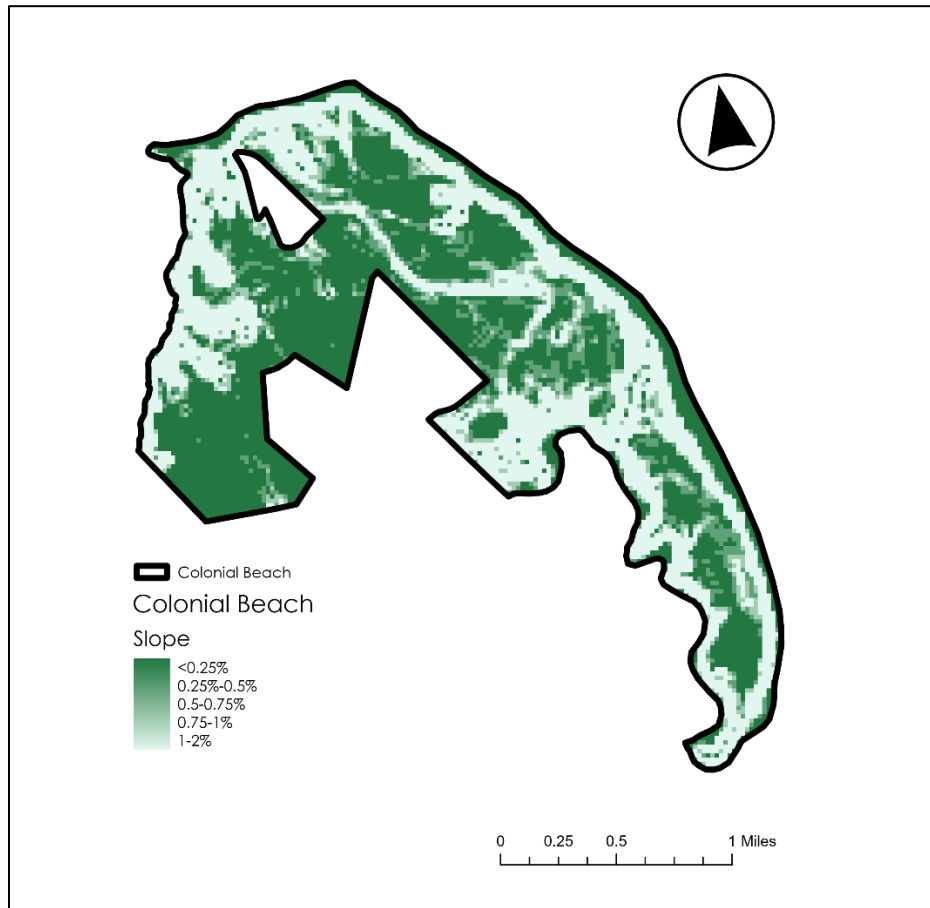 Colonial Beach
Colonial Beach
Slope
<0.25%
0.25%-0.5%
0.5-0.75%
0.75-1%
1-2%
0 0.25 0.5 1 Miles